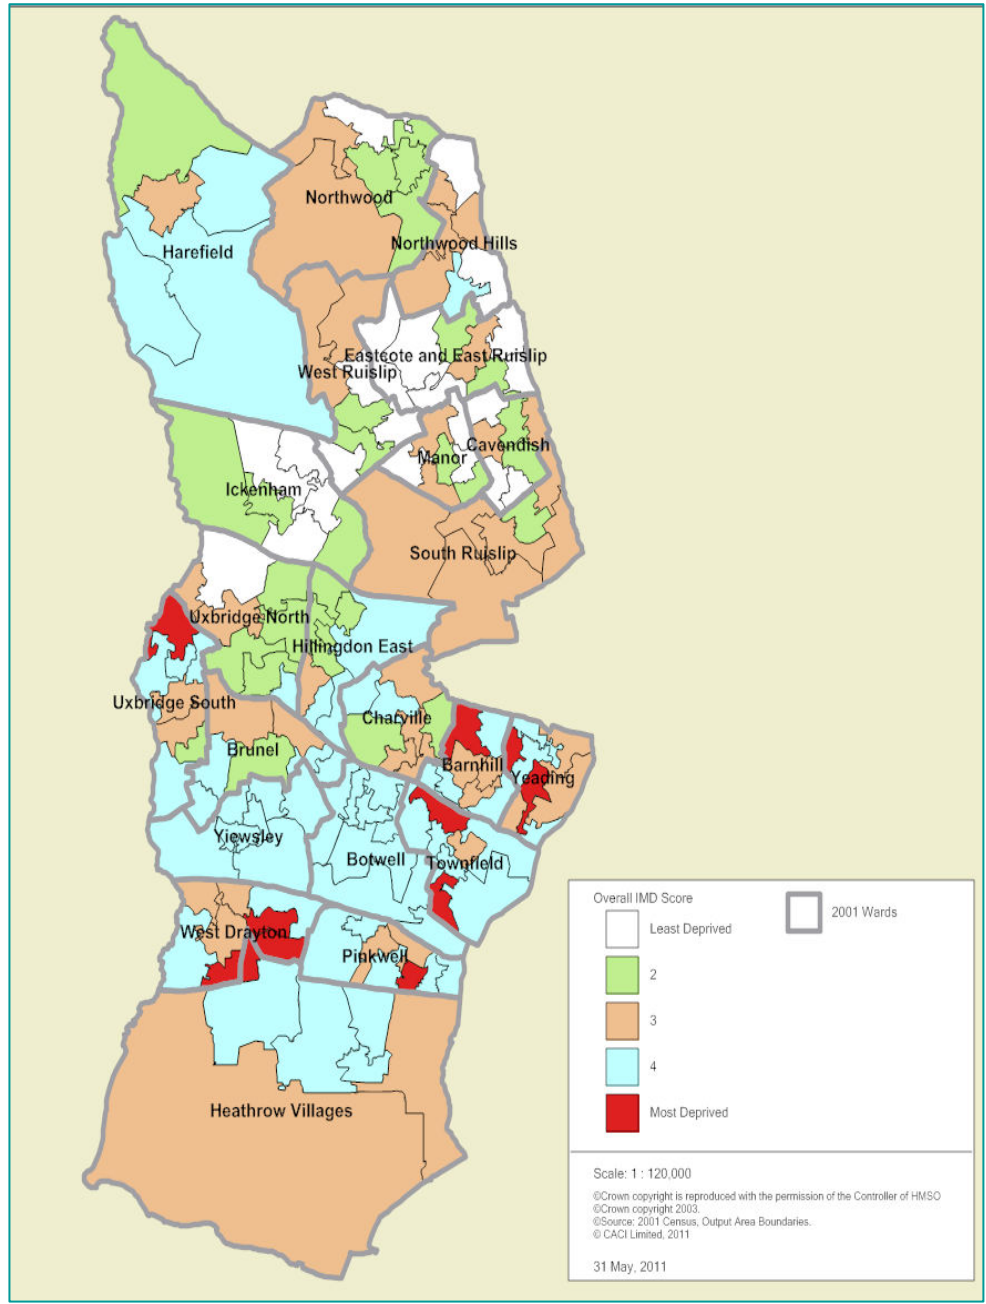 Northwood
Northwood Hills
Harefield
Eastcote and East Ruislip
West Ruislip
Cavendish
Manor
Ickenham
South Ruislip
Uxbridge North
Hillingdon East
Uxbridge South
Charville
Brunel
Barnhill
Yeading
Yiewsley
Botwell
Townfield
West Drayton
Pinkwell
Heathrow Villages
Overall IMD Score
Least Deprived
2
3
4
Most Deprived
2001 Wards
Scale: 1 : 120,000
©Crown copyright is reproduced with the permission of the Controller of HMSO
©Crown copyright 2003.
©Source: 2001 Census, Output Area Boundaries.
© CACI Limited, 2011
31 May, 2011